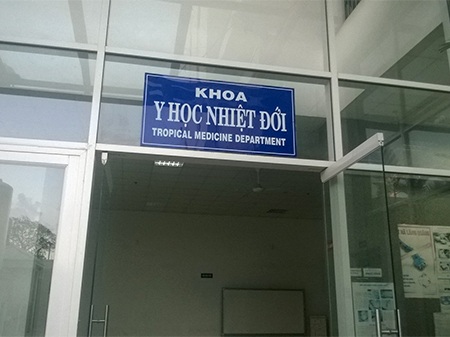 KHOA
Y HỌC NHIỆT ĐỚI
TROPICAL MEDICINE DEPARTMENT